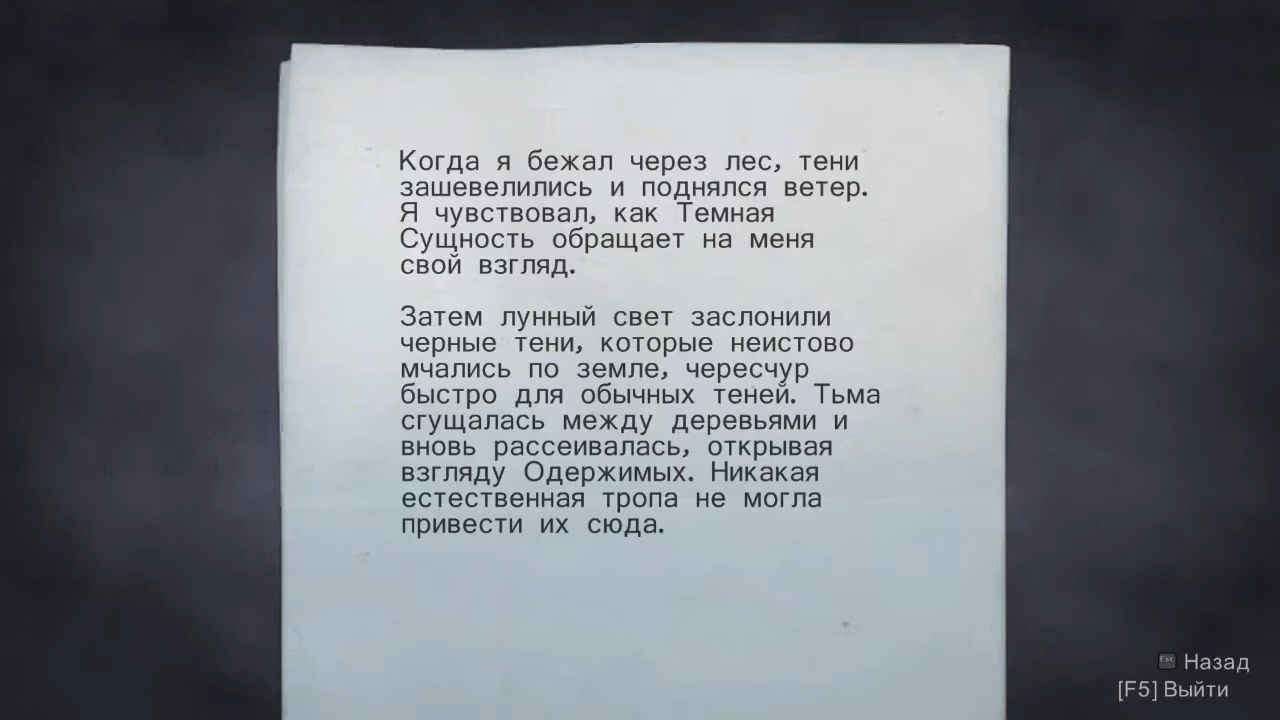 Когда я бежал через лес, тени
зашевелились и поднялся ветер.
Я чувствовал, как Темная
Сущность обращает на меня
свой взгляд.
Затем лунный свет заслонили
черные тени, которые неистово
мчались по земле, чересчур
быстро для обычных теней. Тьма
сгущалась между деревьями и
вновь рассеивалась, открывая
взгляду Одержимых. Никакая
естественная тропа не могла
привести их сюда.
Esc Назад
[F5] Выйти